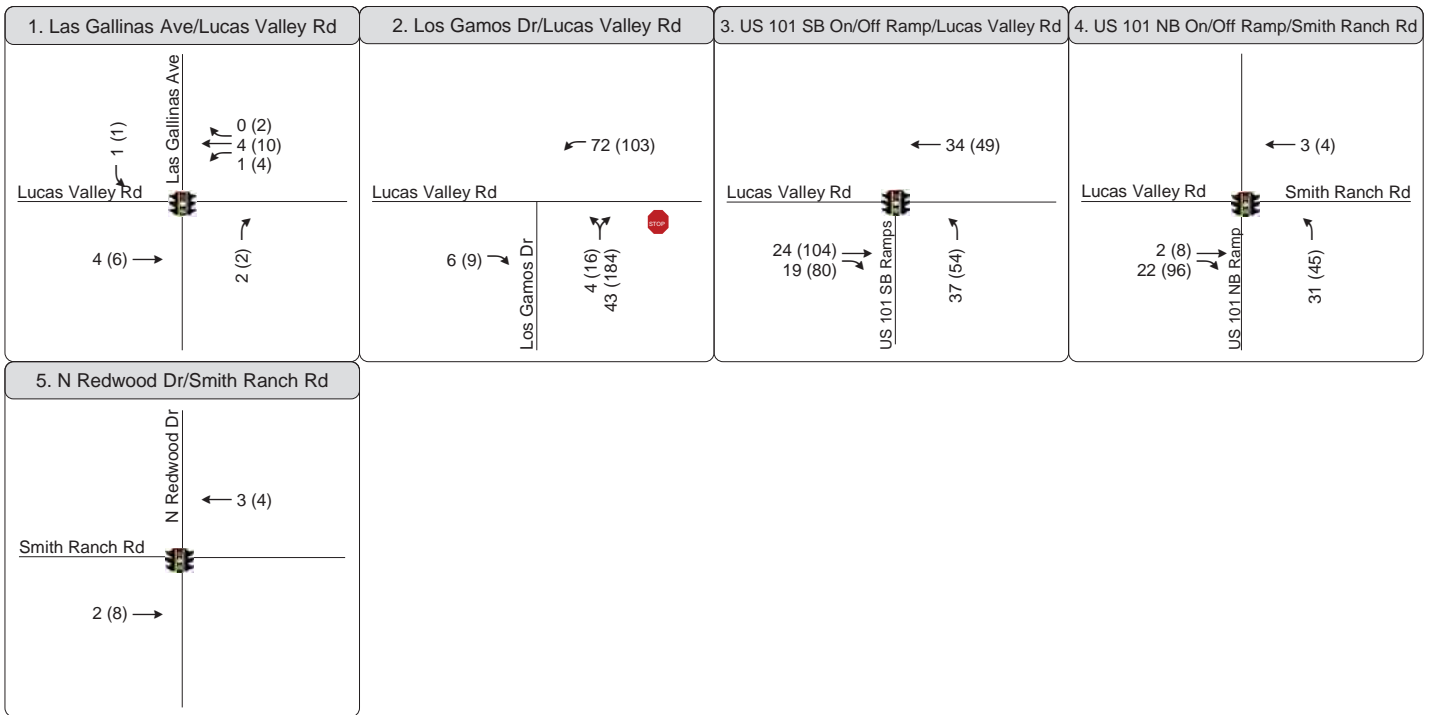 1. Las Gallinas Ave/Lucas Valley Rd
Las Gallinas Ave
1 (1)
0 (2)
4 (10)
1 (4)
Lucas Valley Rd
4 (6)
2 (2)
2. Los Gamos Dr/Lucas Valley Rd
72 (103)
Lucas Valley Rd
STOP
6 (9)
Los Gamos Dr
4 (16)
43 (184)
3. US 101 SB On/Off Ramp/Lucas Valley Rd
34 (49)
Lucas Valley Rd
24 (104)
19 (80)
US 101 SB Ramps
37 (54)
4. US 101 NB On/Off Ramp/Smith Ranch Rd
3 (4)
Lucas Valley Rd
Smith Ranch Rd
2 (8)
22 (96)
US 101 NB Ramp
31 (45)
5. N Redwood Dr/Smith Ranch Rd
N Redwood Dr
3 (4)
Smith Ranch Rd
2 (8)